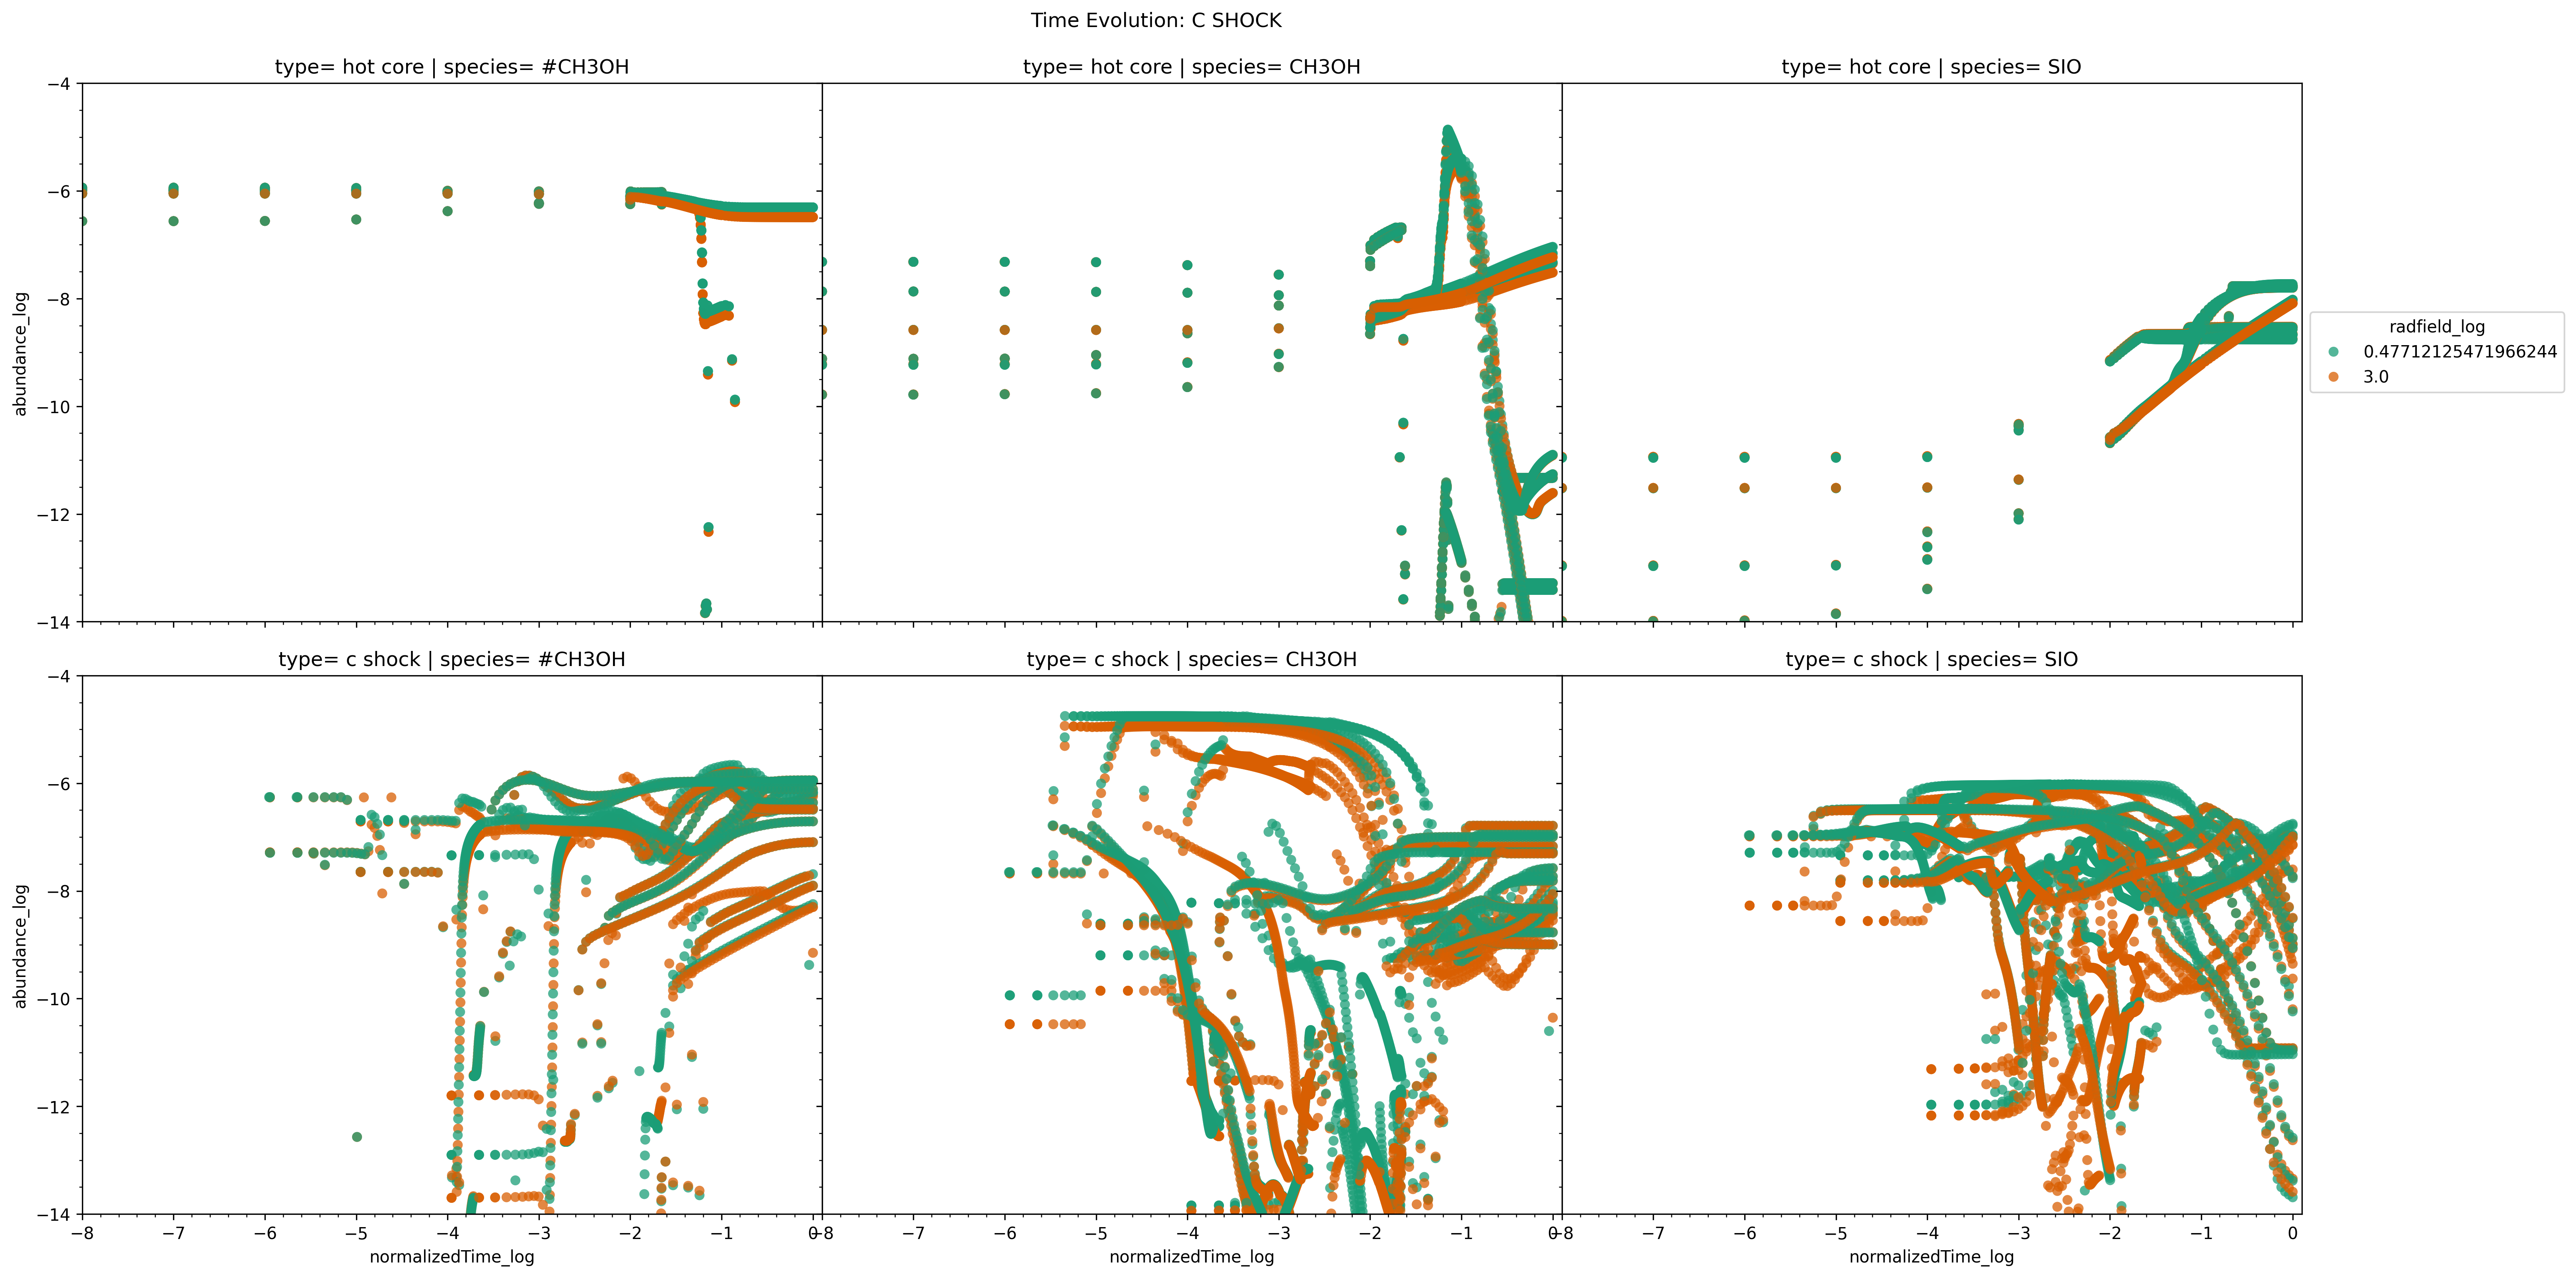 Time Evolution: C SHOCK
type= hot core | species= #CH3OH
type= hot core | species= CH3OH
type= hot core | species= SIO
−4
−6
−8
−10
−12
−14
abundance_log
radfield_log
0.47712125471966244
3.0
type= c shock | species= #CH3OH
type= c shock | species= CH3OH
type= c shock | species= SIO
−4
−6
−8
−10
−12
−14
abundance_log
−8 −7 −6 −5 −4 −3 −2 −1 0
−8 −7 −6 −5 −4 −3 −2 −1 0
−8 −7 −6 −5 −4 −3 −2 −1 0
normalizedTime_log
normalizedTime_log
normalizedTime_log